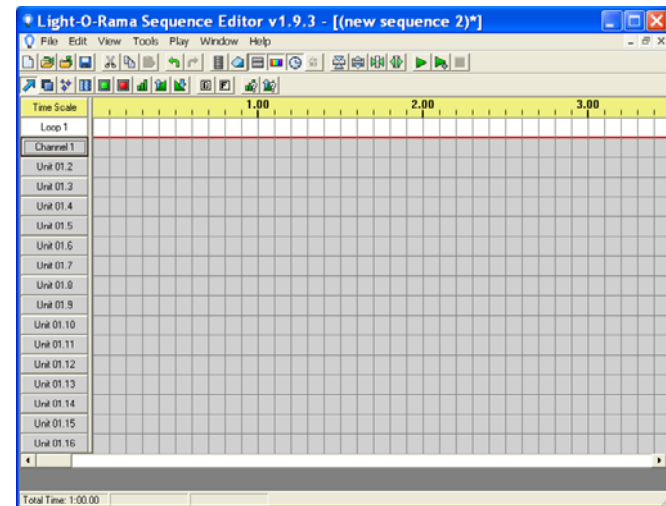 Light-O-Rama Sequence Editor v1.9.3 - [(new sequence 2)*]
File Edit View Tools Play Window Help
Time Scale 1.00 2.00 3.00
Loop 1
Channel 1
Unit 01.2
Unit 01.3
Unit 01.4
Unit 01.5
Unit 01.6
Unit 01.7
Unit 01.8
Unit 01.9
Unit 01.10
Unit 01.11
Unit 01.12
Unit 01.13
Unit 01.14
Unit 01.15
Unit 01.16
Total Time: 1:00.00